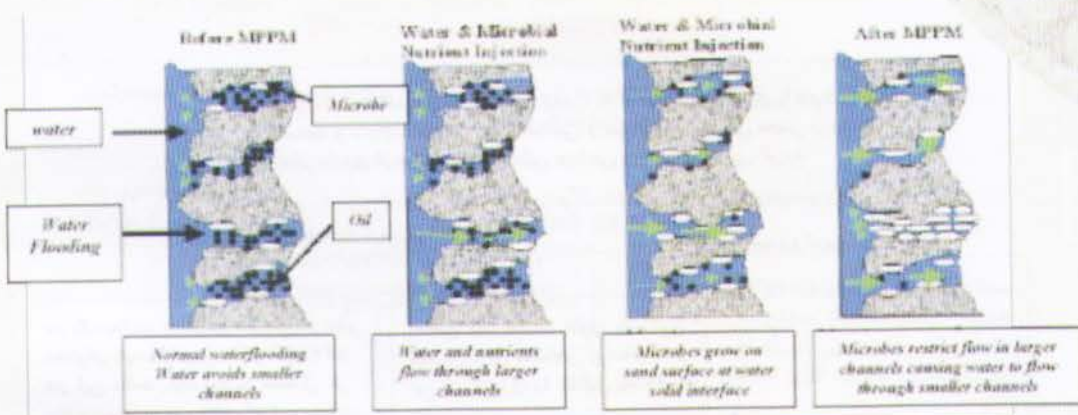 Before MPPM
Water & Microbial
Nutrient Injection
Water & Microbial
Nutrient Injection
After MPPM
water
Microbe
Water
Flooding
Oil
Normal waterflooding
Water avoids smaller
channels
Water and nutrients
flow through larger
channels
Microbes grow on
sand surface at water
solid interface
Microbes restrict flow in larger
channels causing water to flow
through smaller channels